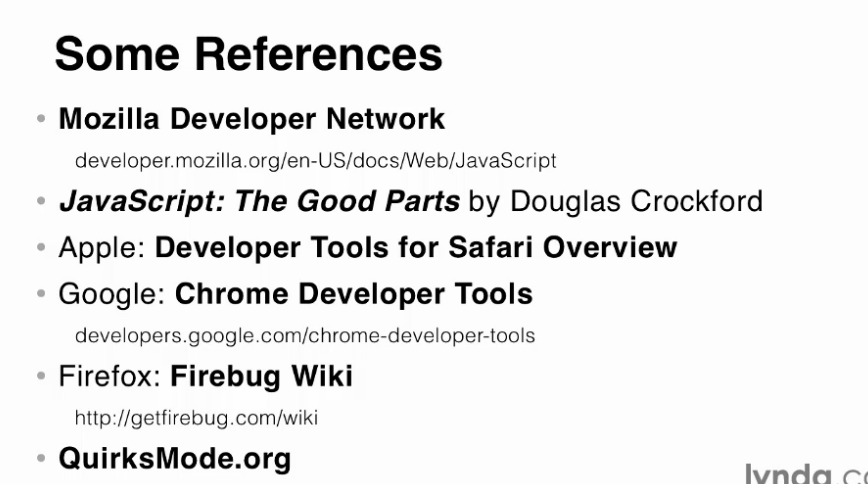 Some References
• Mozilla Developer Network
developer.mozilla.org/en-US/docs/Web/JavaScript
• JavaScript: The Good Parts by Douglas Crockford
• Apple: Developer Tools for Safari Overview
• Google: Chrome Developer Tools
developers.google.com/chrome-developer-tools
• Firefox: Firebug Wiki
http://getfirebug.com/wiki
• QuirksMode.org